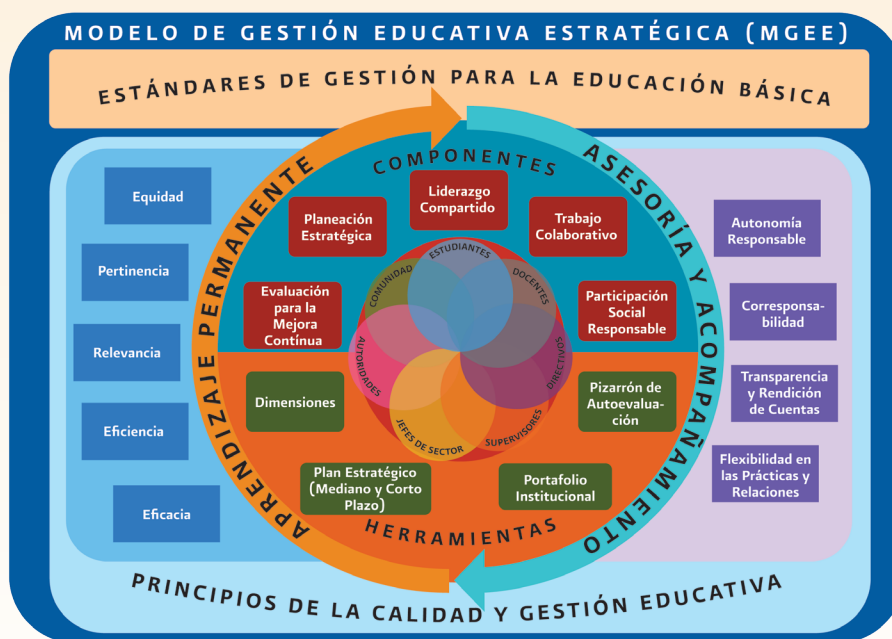 MODELO DE GESTIÓN EDUCATIVA ESTRATÉGICA (MGEE)
ESTÁNDARES DE GESTIÓN PARA LA EDUCACIÓN BÁSICA
APRENDIZAJE PERMANENTE
ASESORÍA Y ACOMPAÑAMIENTO
Equidad
Pertinencia
Relevancia
Eficiencia
Eficacia
COMPONENTES
Liderazgo
Compartido
Planeación
Estratégica
Trabajo
Colaborativo
Evaluación
para la
Mejora
Contínua
Participación
Social
Responsable
ESTUDIANTES
DOCENTES
DIRECTIVOS
SUPERVISORES
JEFES DE SECTOR
AUTORIDADES
COMUNIDAD
Dimensiones
Pizarrón de
Autoevalua-
ción
Plan Estratégico
(Mediano y Corto
Plazo)
Portafolio
Institucional
HERRAMIENTAS
Autonomía
Responsable
Corresponsa-
bilidad
Transparencia
y Rendición
de Cuentas
Flexibilidad en
las Prácticas y
Relaciones
PRINCIPIOS DE LA CALIDAD Y GESTIÓN EDUCATIVA